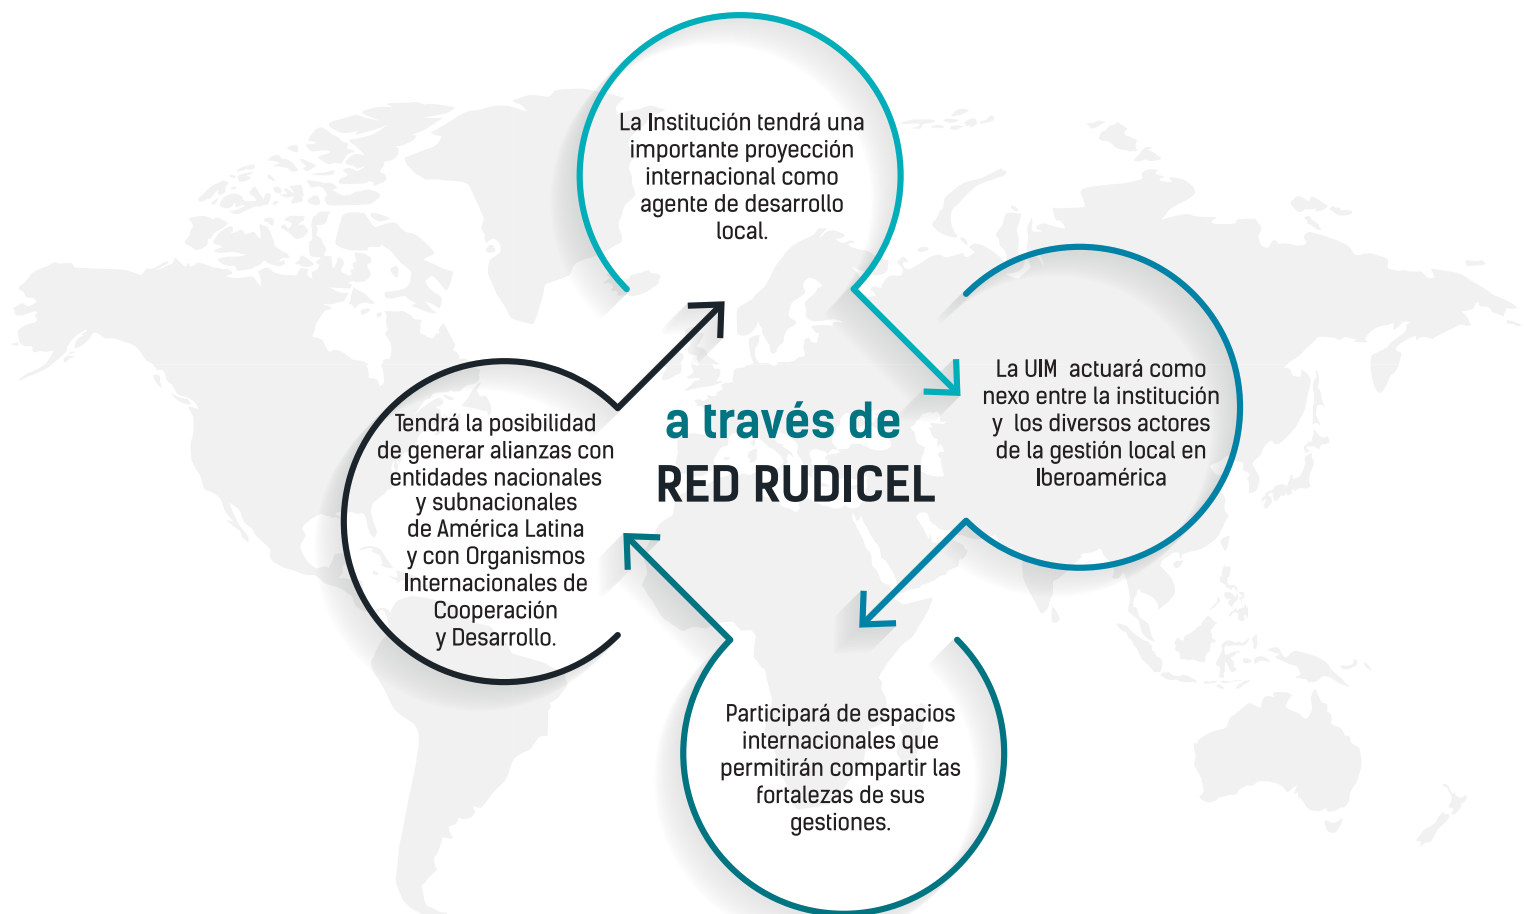 La Institución tendrá una
importante proyección
internacional como
agente de desarrollo
local.
La UIM actuará como
nexo entre la institución
y los diversos actores
de la gestión local en
Iberoamérica
a través de
RED RUDICEL
Tendrá la posibilidad
de generar alianzas con
entidades nacionales
y subnacionales
de América Latina
y con Organismos
Internacionales de
Cooperación
y Desarrollo.
Participará de espacios
internacionales que
permitirán compartir las
fortalezas de sus
gestiones.